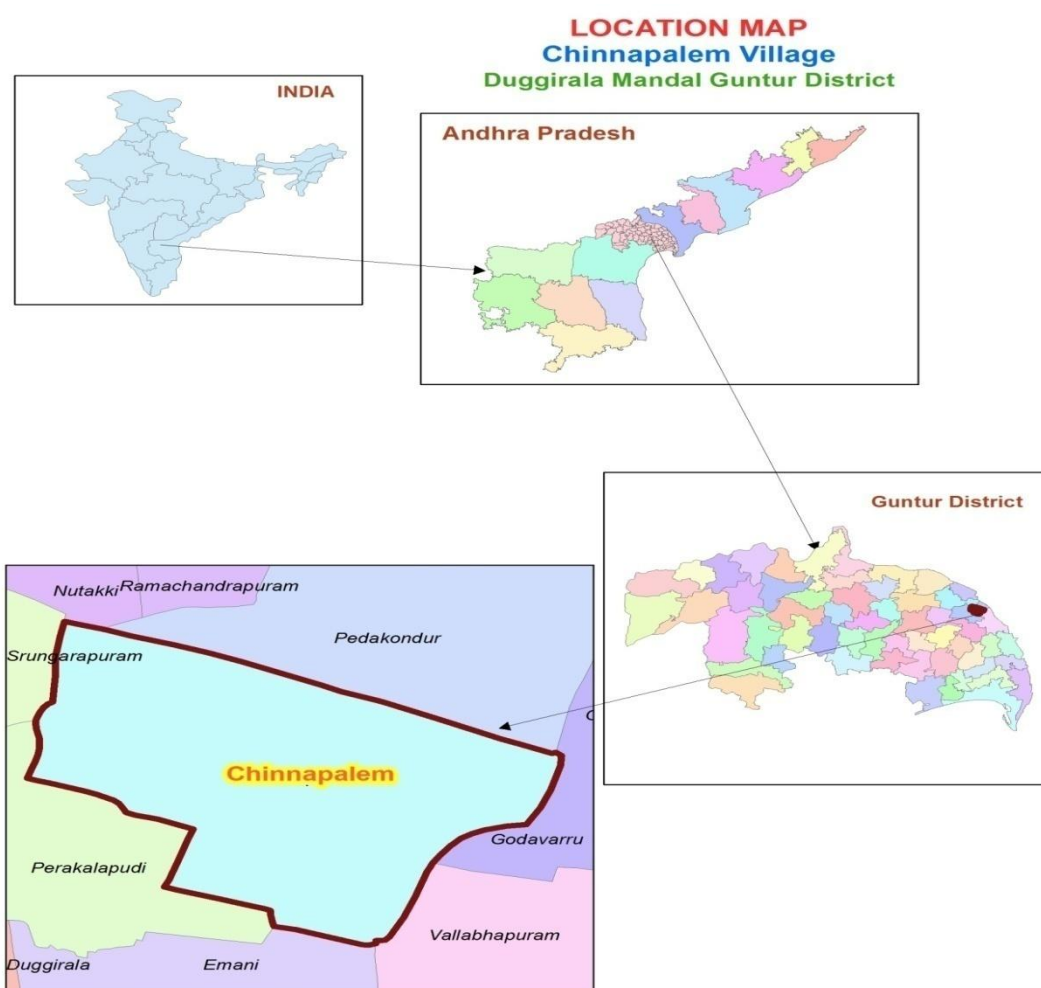 LOCATION MAP
Chinnapalem Village
Duggirala Mandal Guntur District
INDIA
Andhra Pradesh
Guntur District
Nutakki
Ramachandrapuram
Pedakondur
Srungarapuram
Chinnapalem
Godavarru
Perakalapudi
Vallabhapuram
Duggirala
Emani